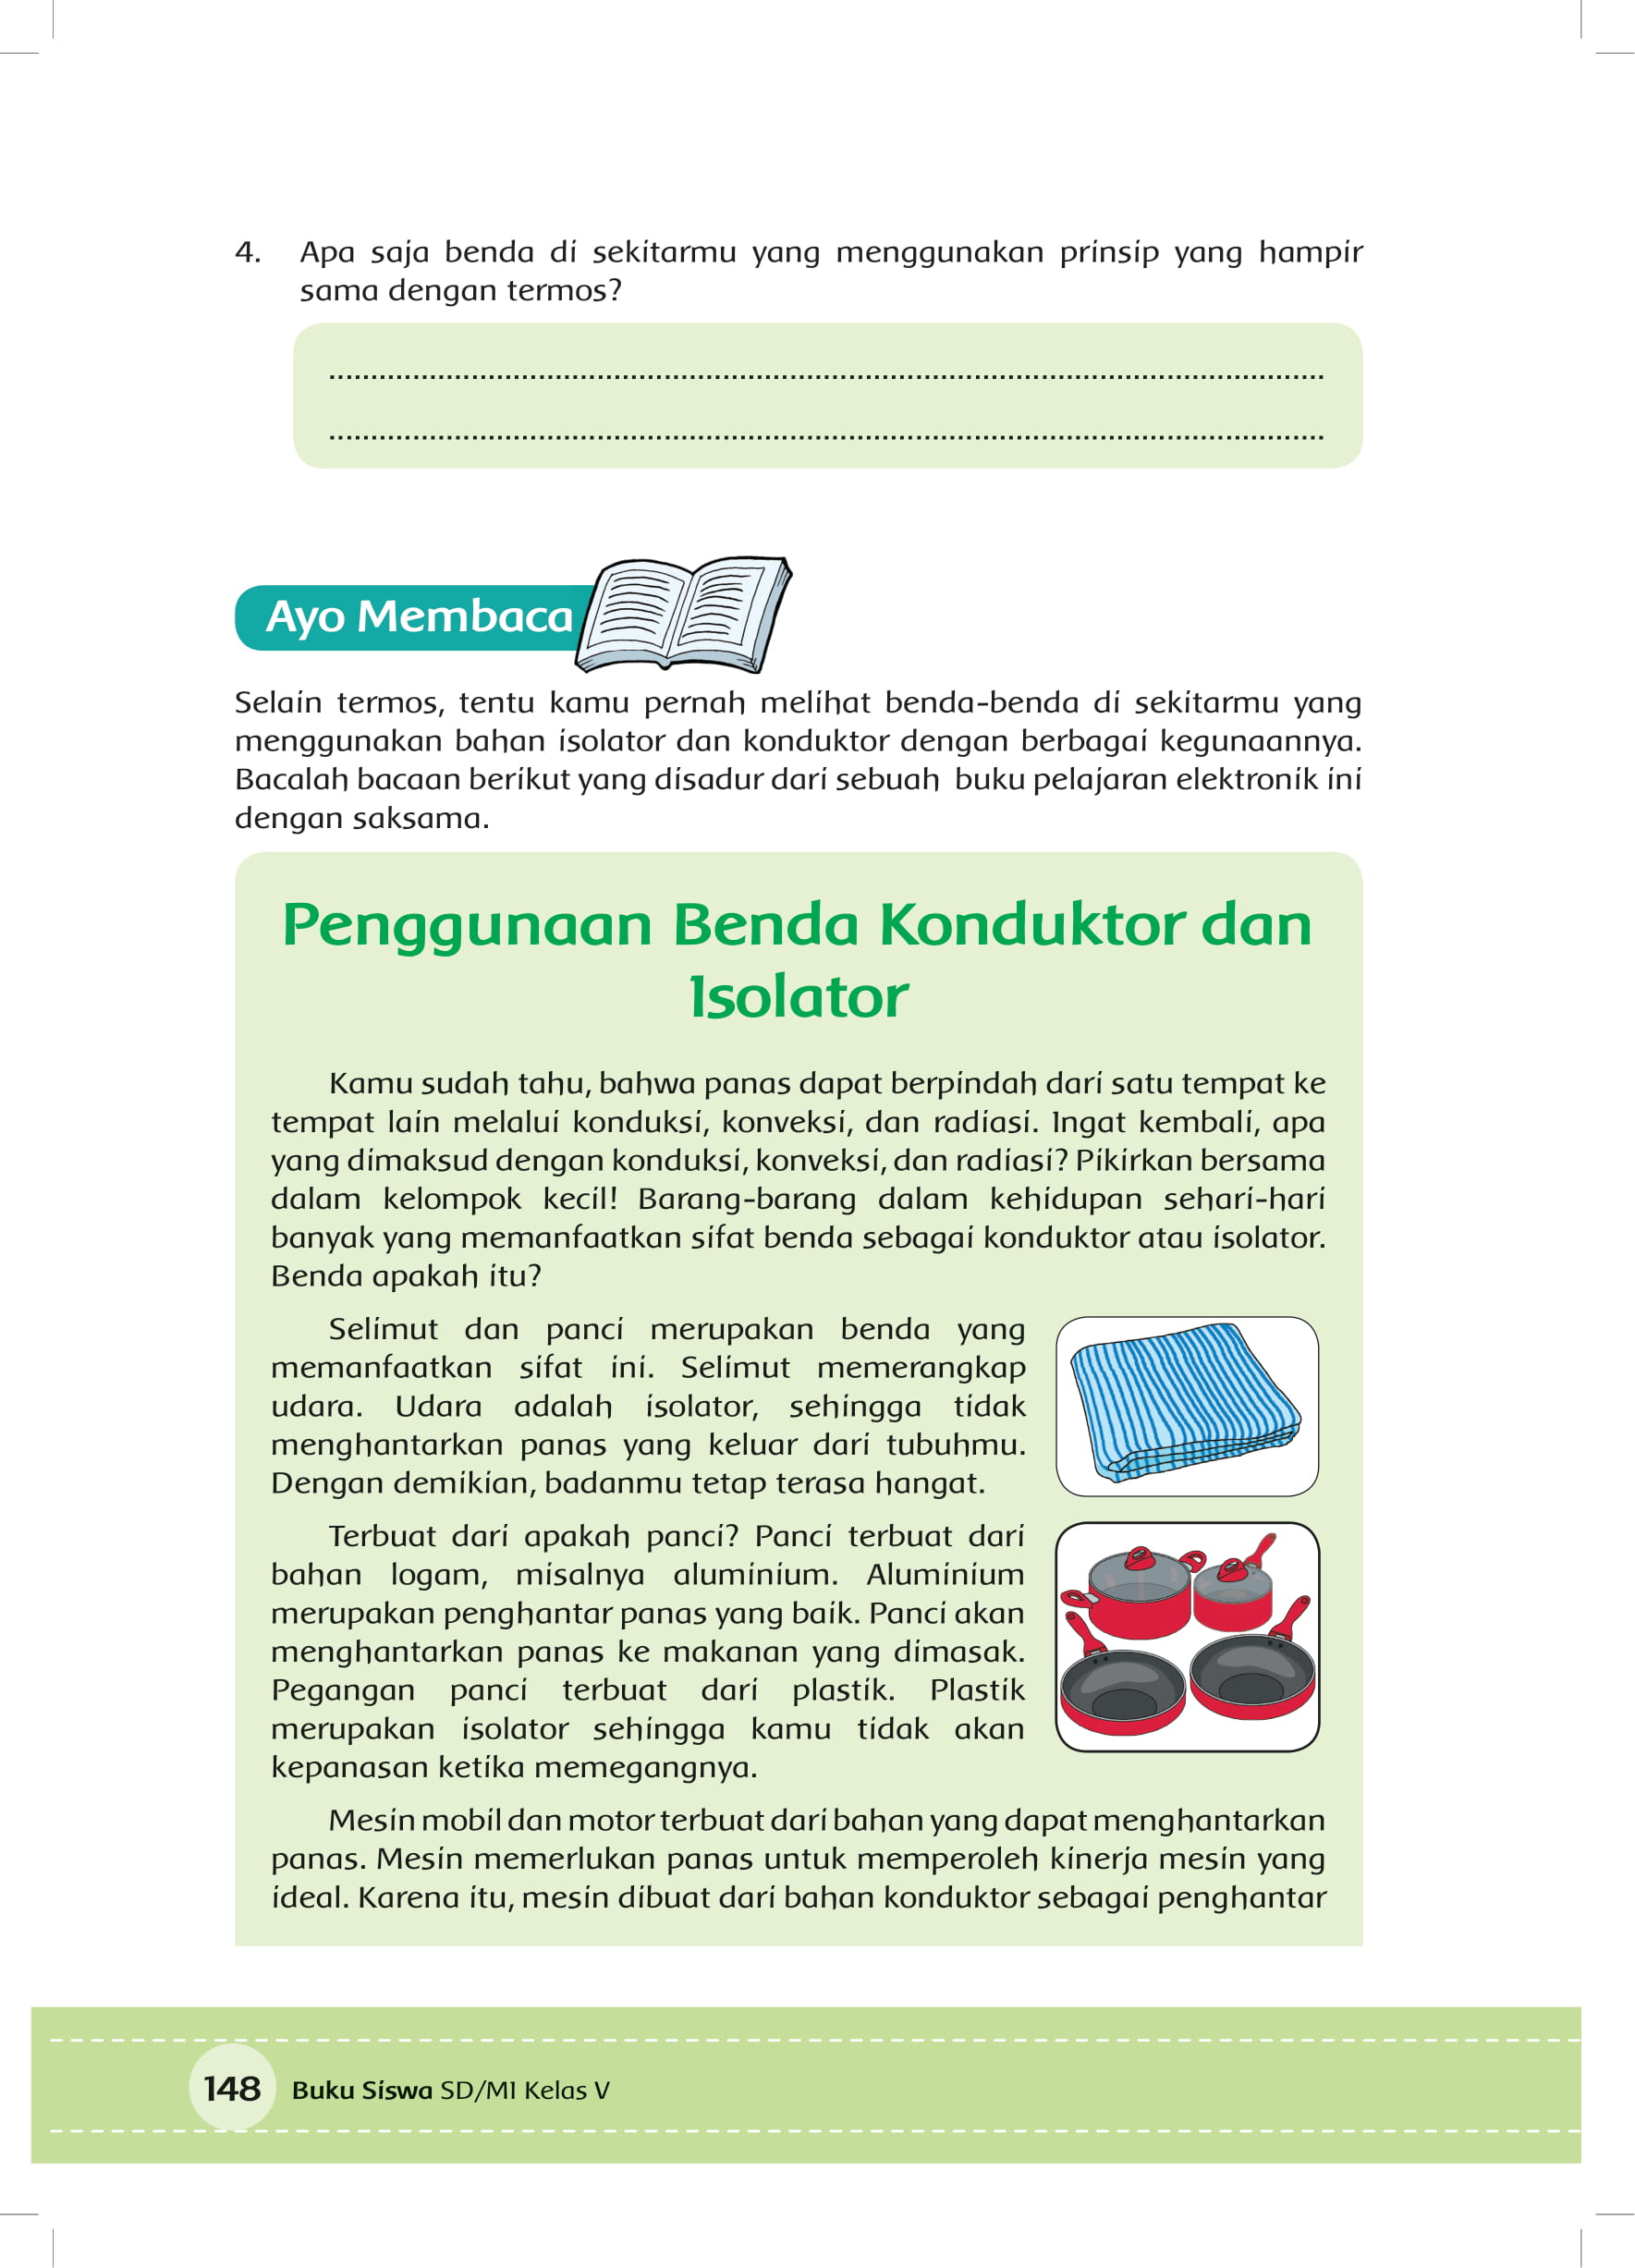 4. Apa saja benda di sekitarmu yang menggunakan prinsip yang hampir
sama dengan termos?
........................................................................................................................
........................................................................................................................
Ayo Membaca
Selain termos, tentu kamu pernah melihat benda-benda di sekitarmu yang
menggunakan bahan isolator dan konduktor dengan berbagai kegunaannya.
Bacalah bacaan berikut yang disadur dari sebuah buku pelajaran elektronik ini
dengan saksama.
Penggunaan Benda Konduktor dan
Isolator
Kamu sudah tahu, bahwa panas dapat berpindah dari satu tempat ke
tempat lain melalui konduksi, konveksi, dan radiasi. Ingat kembali, apa
yang dimaksud dengan konduksi, konveksi, dan radiasi? Pikirkan bersama
dalam kelompok kecil! Barang-barang dalam kehidupan sehari-hari
banyak yang memanfaatkan sifat benda sebagai konduktor atau isolator.
Benda apakah itu?
Selimut dan panci merupakan benda yang
memanfaatkan sifat ini. Selimut memerangkap
udara. Udara adalah isolator, sehingga tidak
menghantarkan panas yang keluar dari tubuhmu.
Dengan demikian, badanmu tetap terasa hangat.
Terbuat dari apakah panci? Panci terbuat dari
bahan logam, misalnya aluminium. Aluminium
merupakan penghantar panas yang baik. Panci akan
menghantarkan panas ke makanan yang dimasak.
Pegangan panci terbuat dari plastik. Plastik
merupakan isolator sehingga kamu tidak akan
kepanasan ketika memegangnya.
Mesin mobil dan motor terbuat dari bahan yang dapat menghantarkan
panas. Mesin memerlukan panas untuk memperoleh kinerja mesin yang
ideal. Karena itu, mesin dibuat dari bahan konduktor sebagai penghantar
148 Buku Siswa SD/MI Kelas V